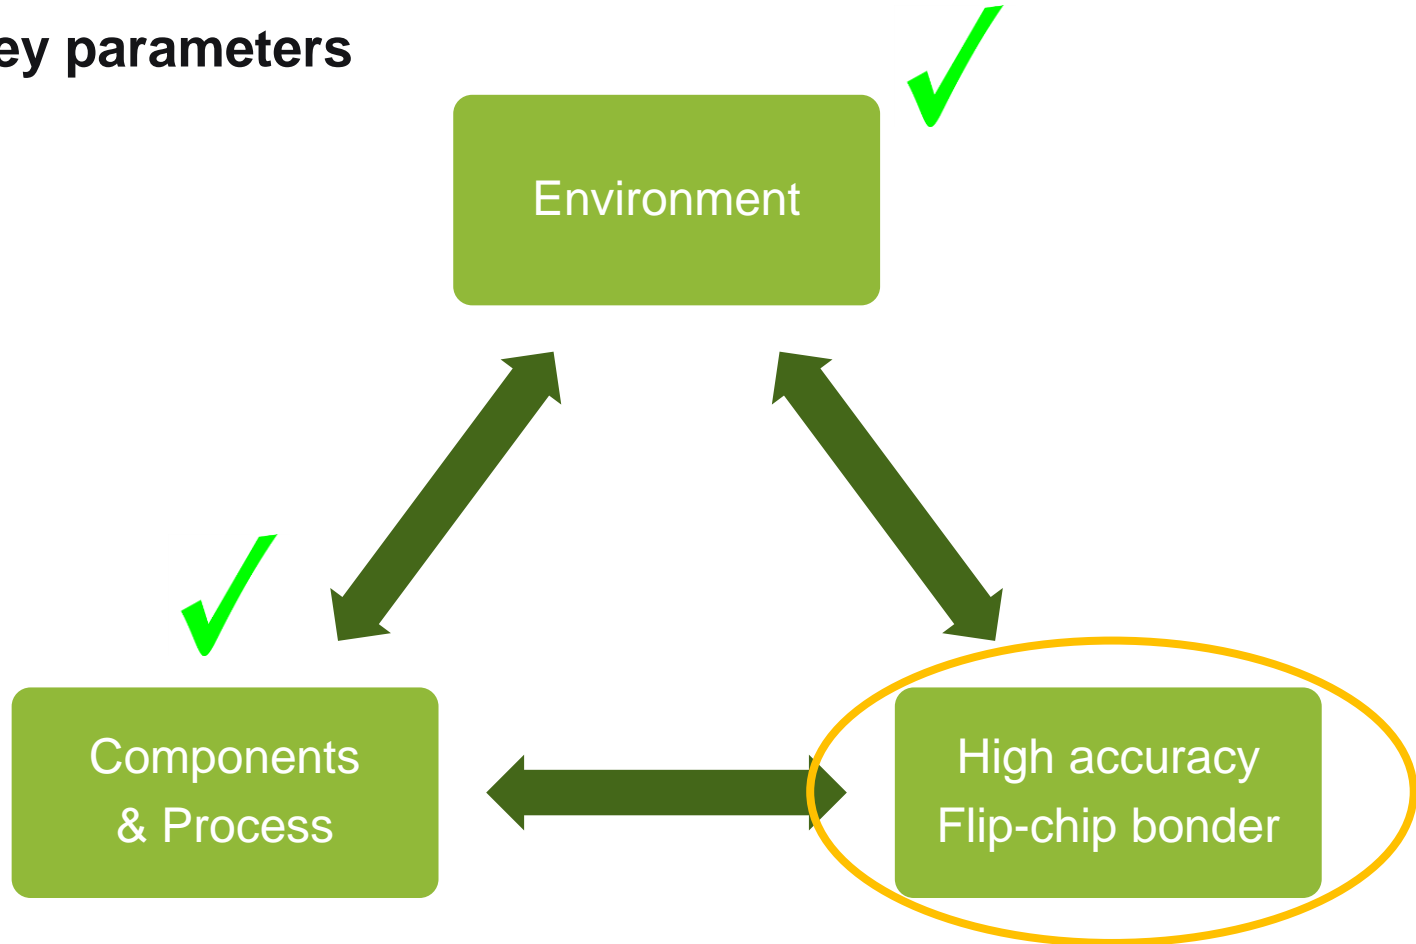 ey parameters
Environment
Components
& Process
High accuracy
Flip-chip bonder